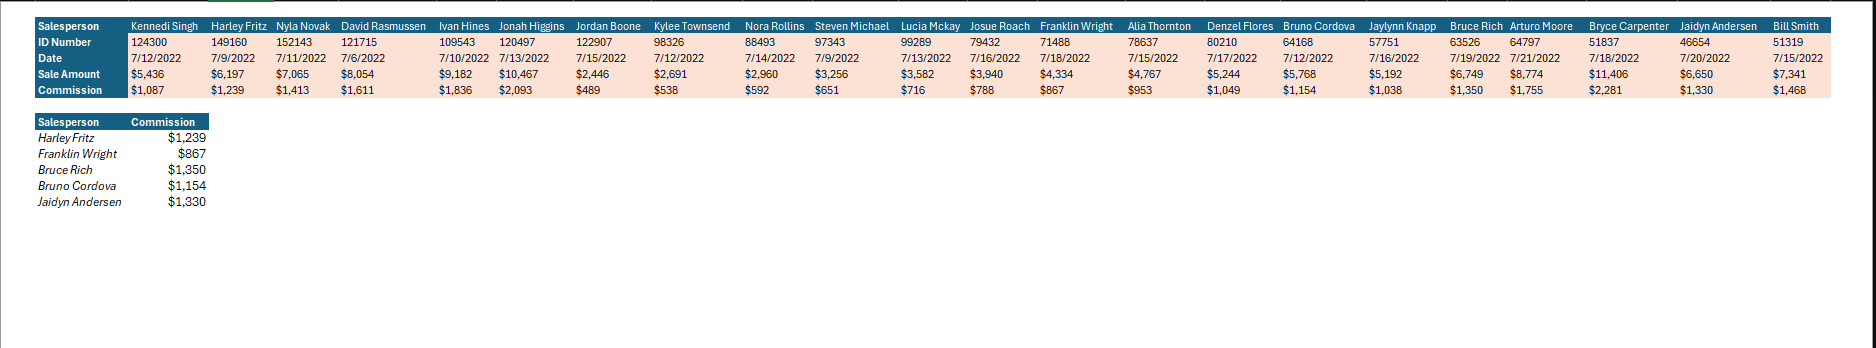 Salesperson Kennedi Singh Harley Fritz Nyla Novak David Rasmussen Ivan Hines Jonah Higgins Jordan Boone Kylee Townsend Nora Rollins Steven Michael Lucia Mckay Josue Roach Franklin Wright Alia Thornton Denzel Flores Bruno Cordova Jaylynn Knapp Bruce Rich Arturo Moore Bryce Carpenter Jaidyn Andersen Bill Smith
ID Number 124300 149160 152143 121715 109543 120497 122907 98326 88493 97343 99289 79432 71488 78637 80210 64168 57751 63526 64797 51837 46654 51319
Date 7/12/2022 7/9/2022 7/11/2022 7/6/2022 7/10/2022 7/13/2022 7/15/2022 7/12/2022 7/14/2022 7/9/2022 7/13/2022 7/16/2022 7/18/2022 7/15/2022 7/17/2022 7/12/2022 7/16/2022 7/19/2022 7/21/2022 7/18/2022 7/20/2022 7/15/2022
Sale Amount $5,436 $6,197 $7,065 $8,054 $9,182 $10,467 $2,446 $2,691 $2,960 $3,256 $3,582 $3,940 $4,334 $4,767 $5,244 $5,768 $5,192 $6,749 $8,774 $11,406 $6,650 $7,341
Commission $1,087 $1,239 $1,413 $1,611 $1,836 $2,093 $489 $538 $592 $651 $716 $788 $867 $953 $1,049 $1,154 $1,038 $1,350 $1,755 $2,281 $1,330 $1,468
Salesperson Commission
Harley Fritz $1,239
Franklin Wright $867
Bruce Rich $1,350
Bruno Cordova $1,154
Jaidyn Andersen $1,330